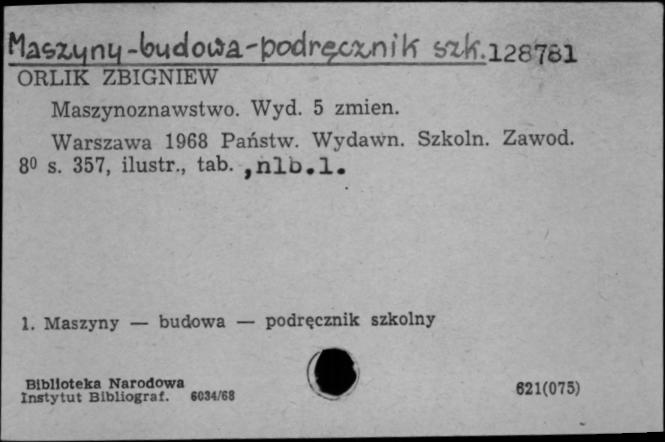 Maszyny-budowa-podręcznik szk. 128781
ORLIK ZBIGNIEW
Maszynoznawstwo. Wyd. 5 zmien.
Warszawa 1968 Państw. Wydawn. Szkoln. Zawod.
8⁰ s. 357, ilustr., tab. ,nlb.1.
1. Maszyny — budowa — podręcznik szkolny
Biblioteka Narodowa
Instytut Bibliograf. 6034/68
621(075)